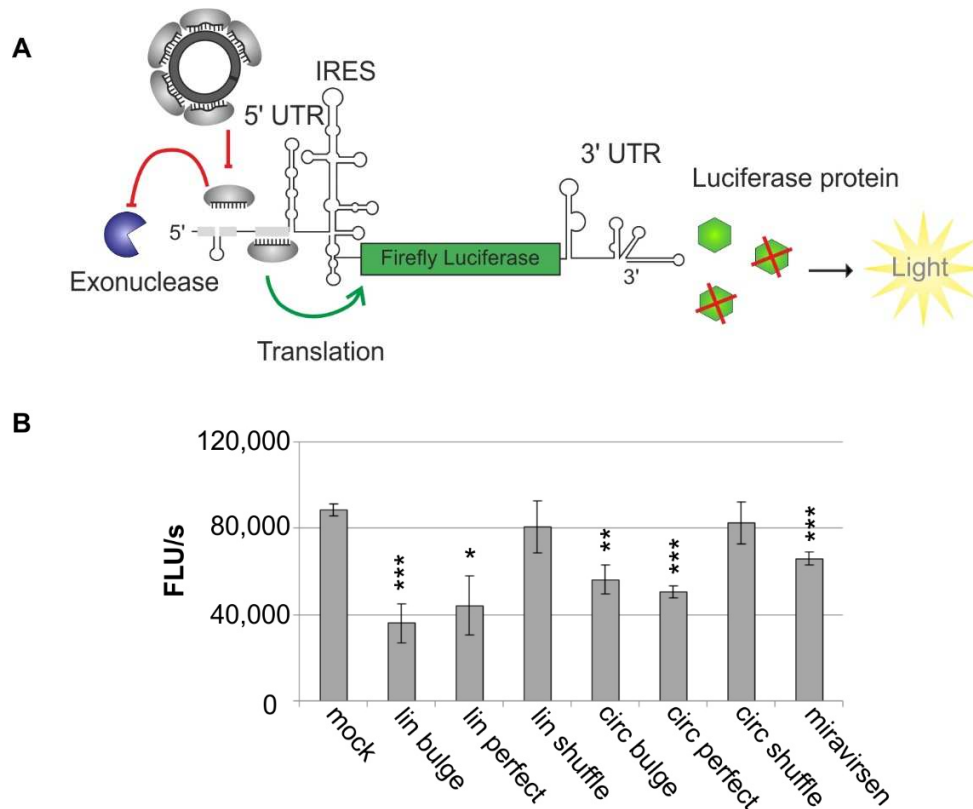 A
IRES
5' UTR
3' UTR
Luciferase protein
5'
Firefly Luciferase
3'
Light
Exonuclease
Translation
B
120,000
80,000
40,000
0
FLU/s
***
*
**
***
***
mock
lin bulge
lin perfect
lin shuffle
circ bulge
circ perfect
circ shuffle
miravirsen